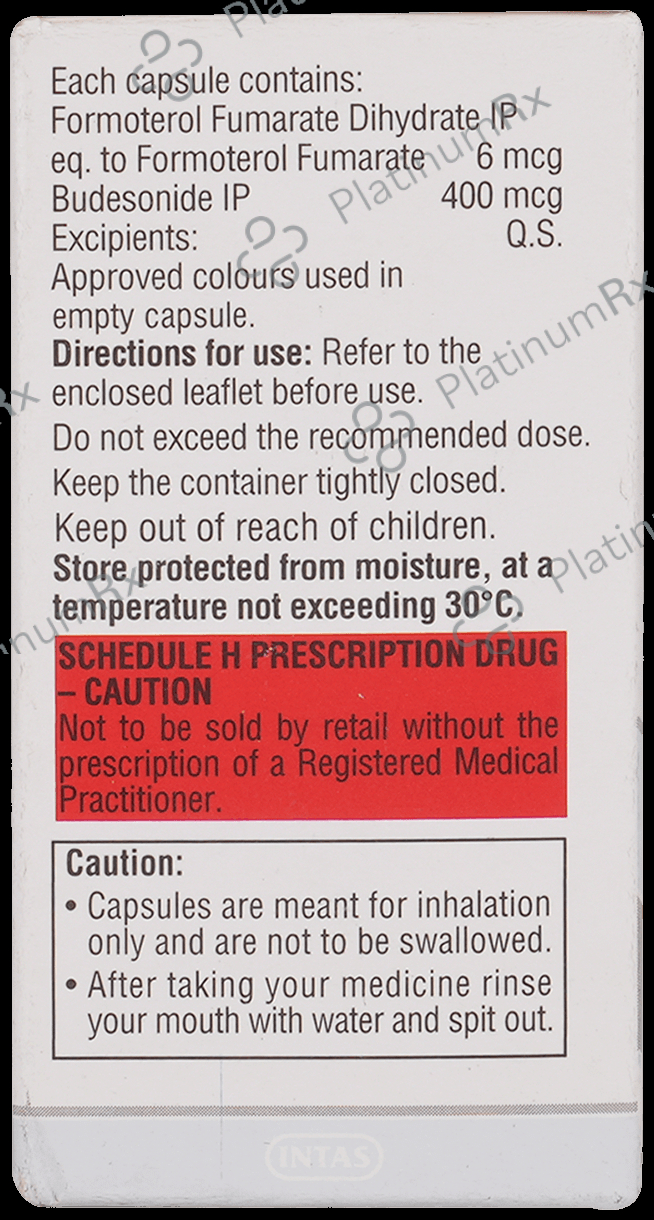 Each capsule contains:
Formoterol Fumarate Dihydrate IP
eq. to Formoterol Fumarate 6 mcg
Budesonide IP 400 mcg
Excipients: Q.S.
Approved colours used in
empty capsule.
Directions for use: Refer to the
enclosed leaflet before use.
Do not exceed the recommended dose.
Keep the container tightly closed.
Keep out of reach of children.
Store protected from moisture, at a
temperature not exceeding 30°C.
SCHEDULE H PRESCRIPTION DRUG
– CAUTION
Not to be sold by retail without the
prescription of a Registered Medical
Practitioner.
Caution:
• Capsules are meant for inhalation
only and are not to be swallowed.
• After taking your medicine rinse
your mouth with water and spit out.
INTAS
PlatinumRx
PlatinumRx